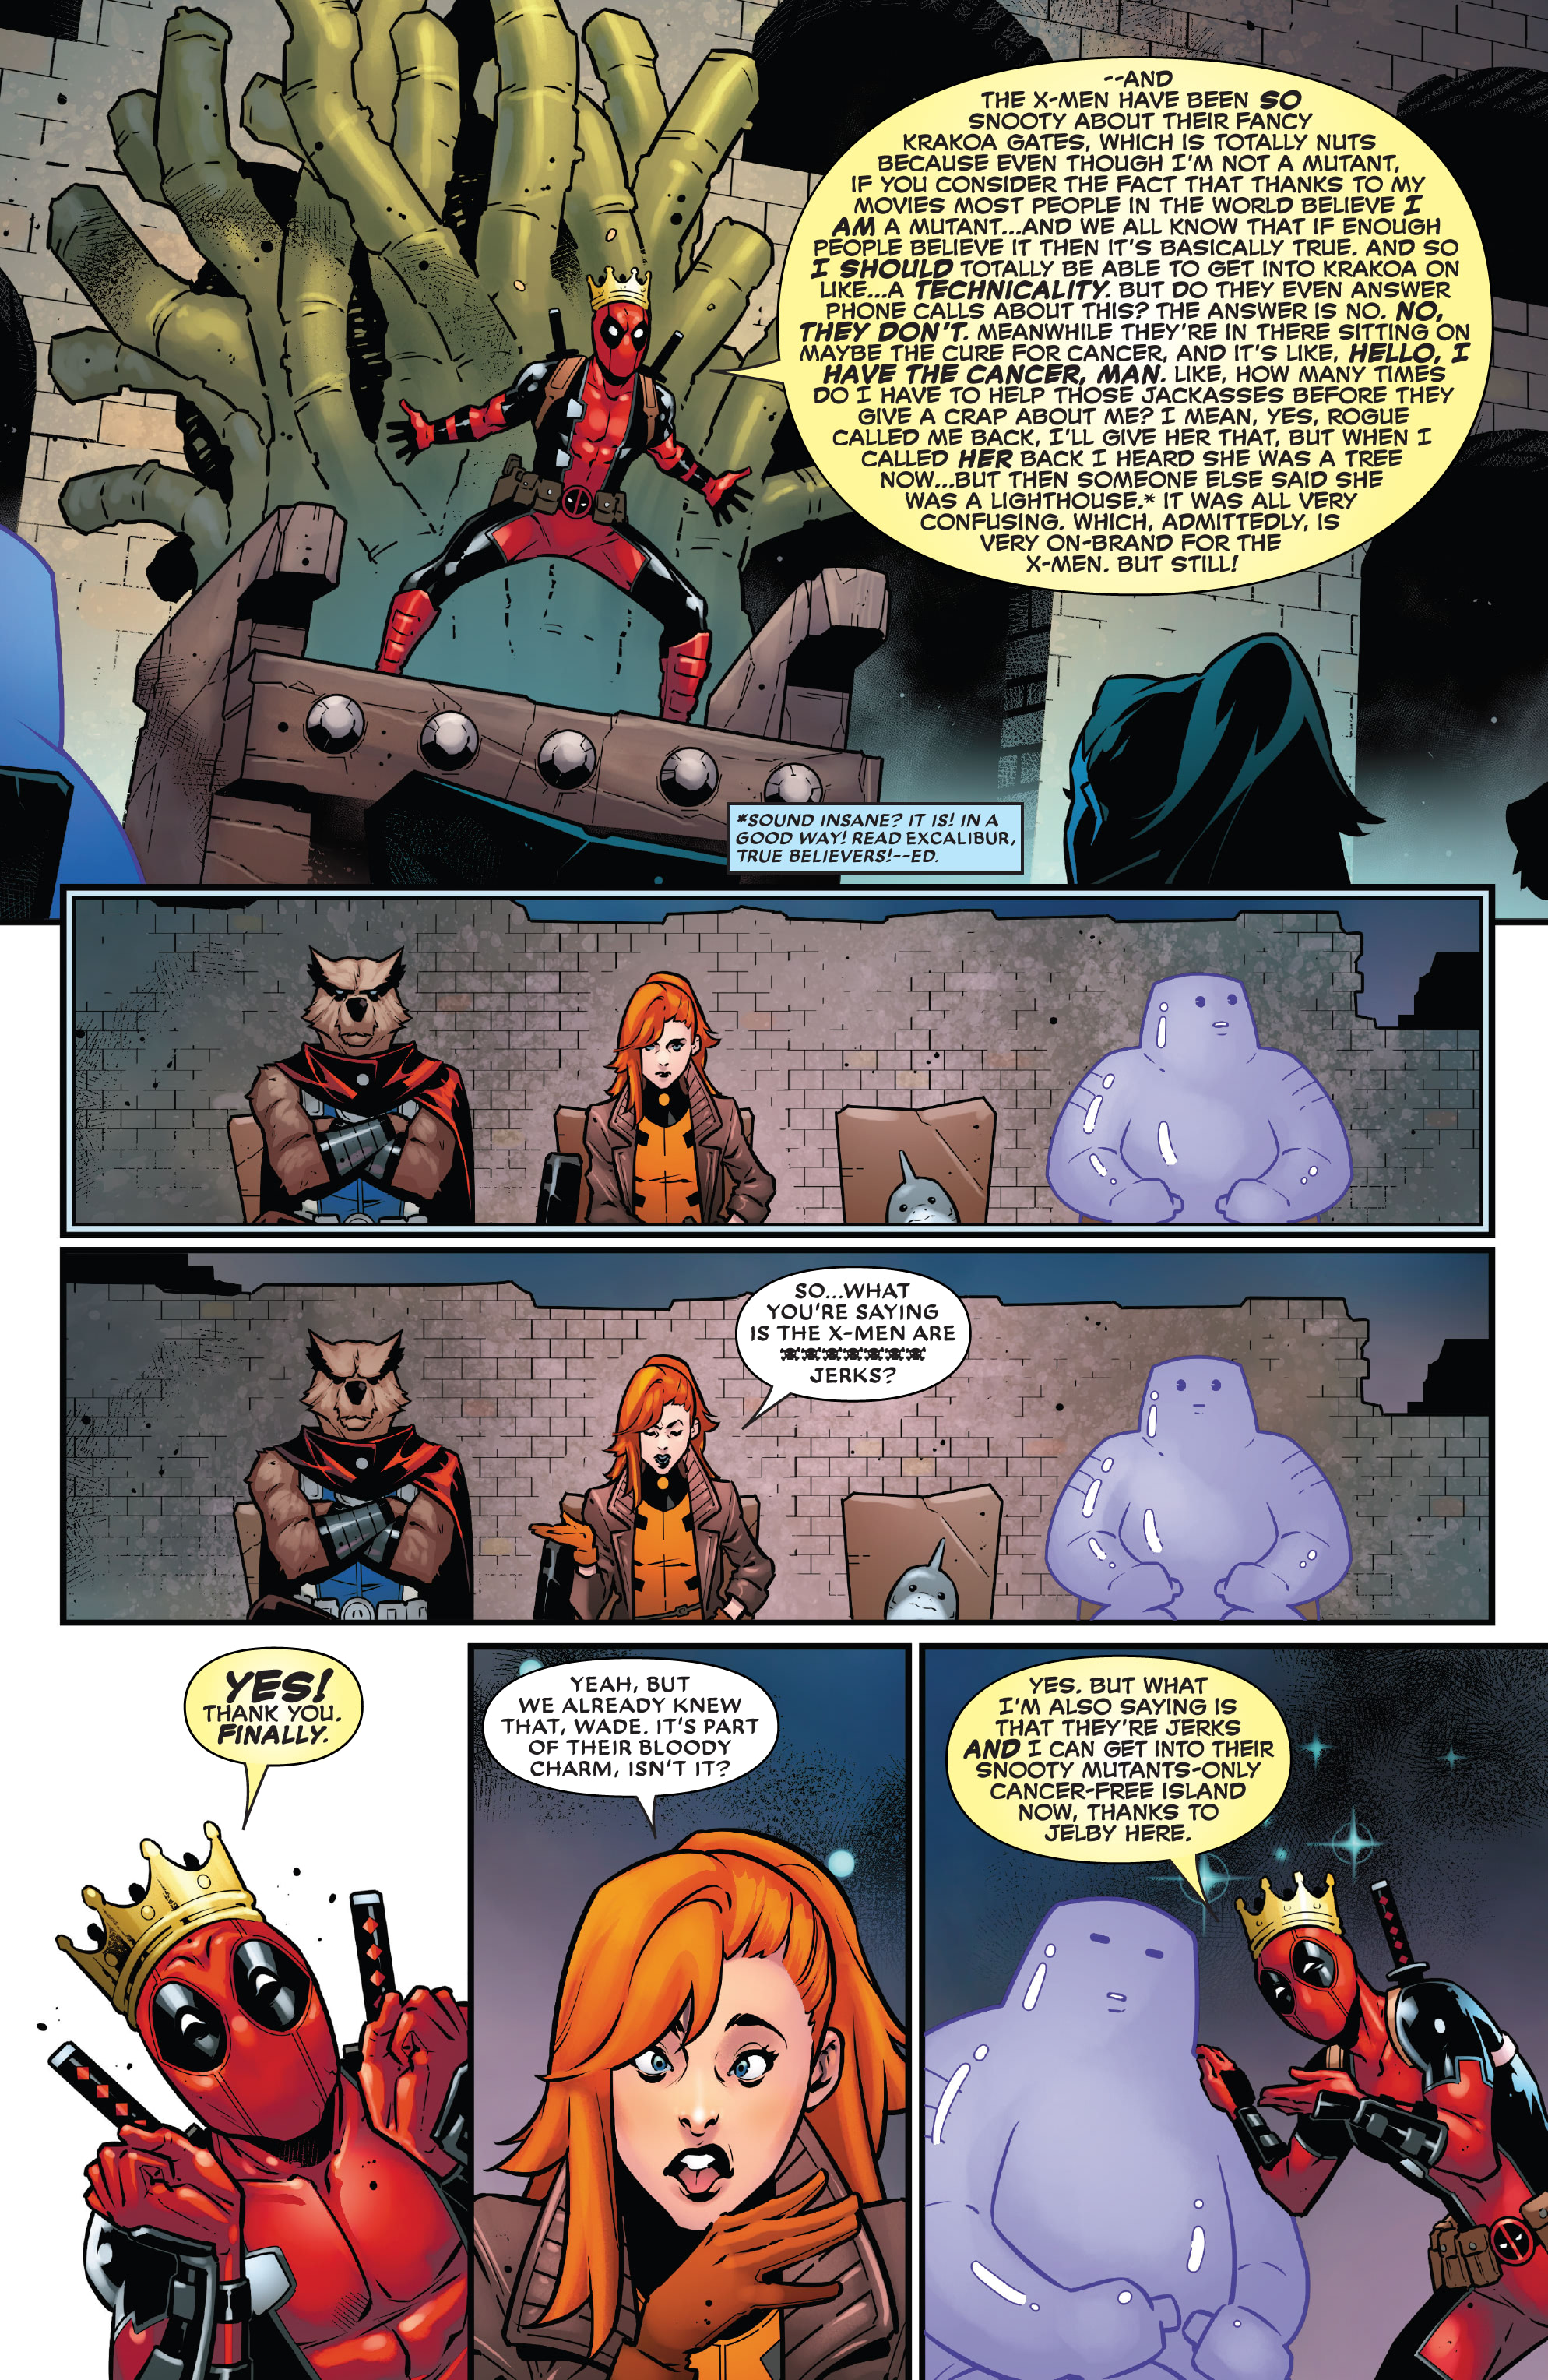 --AND
THE X-MEN HAVE BEEN SO
SNOOTY ABOUT THEIR FANCY
KRAKOA GATES, WHICH IS TOTALLY NUTS
BECAUSE EVEN THOUGH I'M NOT A MUTANT,
IF YOU CONSIDER THE FACT THAT THANKS TO MY
MOVIES MOST PEOPLE IN THE WORLD BELIEVE I
AM A MUTANT...AND WE ALL KNOW THAT IF ENOUGH
PEOPLE BELIEVE IT THEN IT'S BASICALLY TRUE. AND SO
I SHOULD TOTALLY BE ABLE TO GET INTO KRAKOA ON
LIKE...A TECHNICALITY. BUT DO THEY EVEN ANSWER
PHONE CALLS ABOUT THIS? THE ANSWER IS NO. NO,
THEY DON'T. MEANWHILE THEY'RE IN THERE SITTING ON
MAYBE THE CURE FOR CANCER, AND IT'S LIKE, HELLO, I
HAVE THE CANCER, MAN. LIKE, HOW MANY TIMES
DO I HAVE TO HELP THOSE JACKASSES BEFORE THEY
GIVE A CRAP ABOUT ME? I MEAN, YES, ROGUE
CALLED ME BACK, I'LL GIVE HER THAT, BUT WHEN I
CALLED HER BACK I HEARD SHE WAS A TREE
NOW...BUT THEN SOMEONE ELSE SAID SHE
WAS A LIGHTHOUSE.* IT WAS ALL VERY
CONFUSING. WHICH, ADMITTEDLY, IS
VERY ON-BRAND FOR THE
X-MEN. BUT STILL!
*SOUND INSANE? IT IS! IN A
GOOD WAY! READ EXCALIBUR,
TRUE BELIEVERS!--ED.
SO...WHAT
YOU'RE SAYING
IS THE X-MEN ARE
☠☠☠☠☠☠☠
JERKS?
YES!
THANK YOU.
FINALLY.
YEAH, BUT
WE ALREADY KNEW
THAT, WADE. IT'S PART
OF THEIR BLOODY
CHARM, ISN'T IT?
YES. BUT WHAT
I'M ALSO SAYING IS
THAT THEY'RE JERKS
AND I CAN GET INTO THEIR
SNOOTY MUTANTS-ONLY
CANCER-FREE ISLAND
NOW, THANKS TO
JELBY HERE.